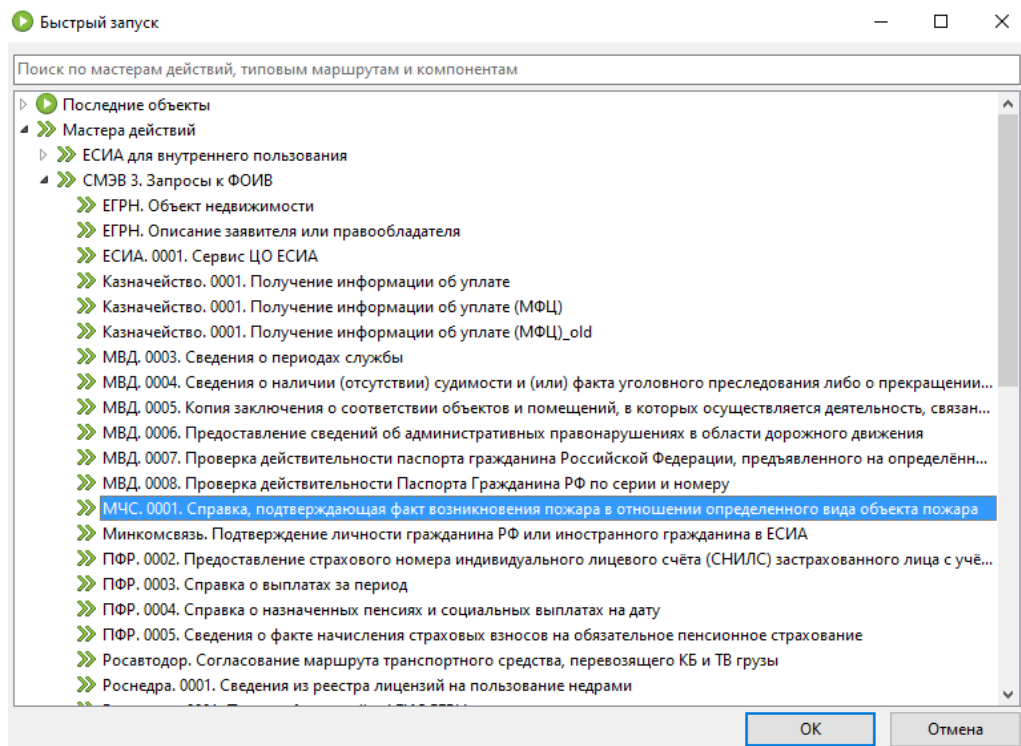 Быстрый запуск
Поиск по мастерам действий, типовым маршрутам и компонентам
Последние объекты
Мастера действий
ЕСИА для внутреннего пользования
СМЭВ 3. Запросы к ФОИВ
ЕГРН. Объект недвижимости
ЕГРН. Описание заявителя или правообладателя
ЕСИА. 0001. Сервис ЦО ЕСИА
Казначейство. 0001. Получение информации об уплате
Казначейство. 0001. Получение информации об уплате (МФЦ)
Казначейство. 0001. Получение информации об уплате (МФЦ)_old
МВД. 0003. Сведения о периодах службы
МВД. 0004. Сведения о наличии (отсутствии) судимости и (или) факта уголовного преследования либо о прекращении...
МВД. 0005. Копия заключения о соответствии объектов и помещений, в которых осуществляется деятельность, связан...
МВД. 0006. Предоставление сведений об административных правонарушениях в области дорожного движения
МВД. 0007. Проверка действительности паспорта гражданина Российской Федерации, предъявленного на определённ...
МВД. 0008. Проверка действительности Паспорта Гражданина РФ по серии и номеру
МЧС. 0001. Справка, подтверждающая факт возникновения пожара в отношении определенного вида объекта пожара
Минкомсвязь. Подтверждение личности гражданина РФ или иностранного гражданина в ЕСИА
ПФР. 0002. Предоставление страхового номера индивидуального лицевого счёта (СНИЛС) застрахованного лица с учё...
ПФР. 0003. Справка о выплатах за период
ПФР. 0004. Справка о назначенных пенсиях и социальных выплатах на дату
ПФР. 0005. Сведения о факте начисления страховых взносов на обязательное пенсионное страхование
Росавтодор. Согласование маршрута транспортного средства, перевозящего КБ и ТВ грузы
Роснедра. 0001. Сведения из реестра лицензий на пользование недрами
ОК
Отмена